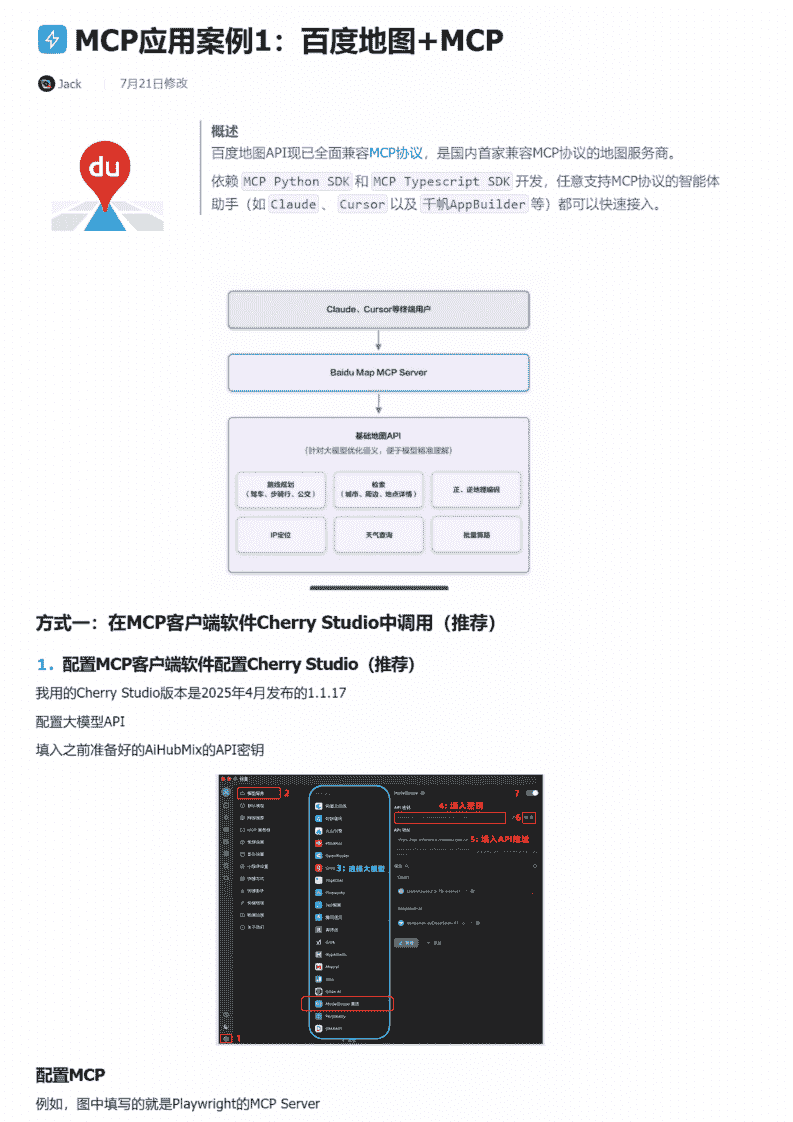 MCP应用案例1：百度地图+MCP
Jack
7月21日修改
du
概述
百度地图API现已全面兼容MCP协议，是国内首家兼容MCP协议的地图服务商。
依赖 MCP Python SDK 和 MCP Typescript SDK 开发，任意支持MCP协议的智能体
助手（如 Claude 、 Cursor 以及 千帆AppBuilder 等）都可以快速接入。
Claude、Cursor等终端用户
Baidu Map MCP Server
基础地图API
（针对大模型优化语义，便于模型精准理解）
路线规划
（驾车、步骑行、公交）
检索
（城市、周边、地点详情）
正、逆地理编码
IP定位
天气查询
批量算路
方式一：在MCP客户端软件Cherry Studio中调用（推荐）
1. 配置MCP客户端软件配置Cherry Studio（推荐）
我用的Cherry Studio版本是2025年4月发布的1.1.17
配置大模型API
填入之前准备好的AiHubMix的API密钥
模型服务
2
7
4: 填入密钥
6
5: 填入API地址
3: 选择大模型
1
配置MCP
例如，图中填写的就是Playwright的MCP Server